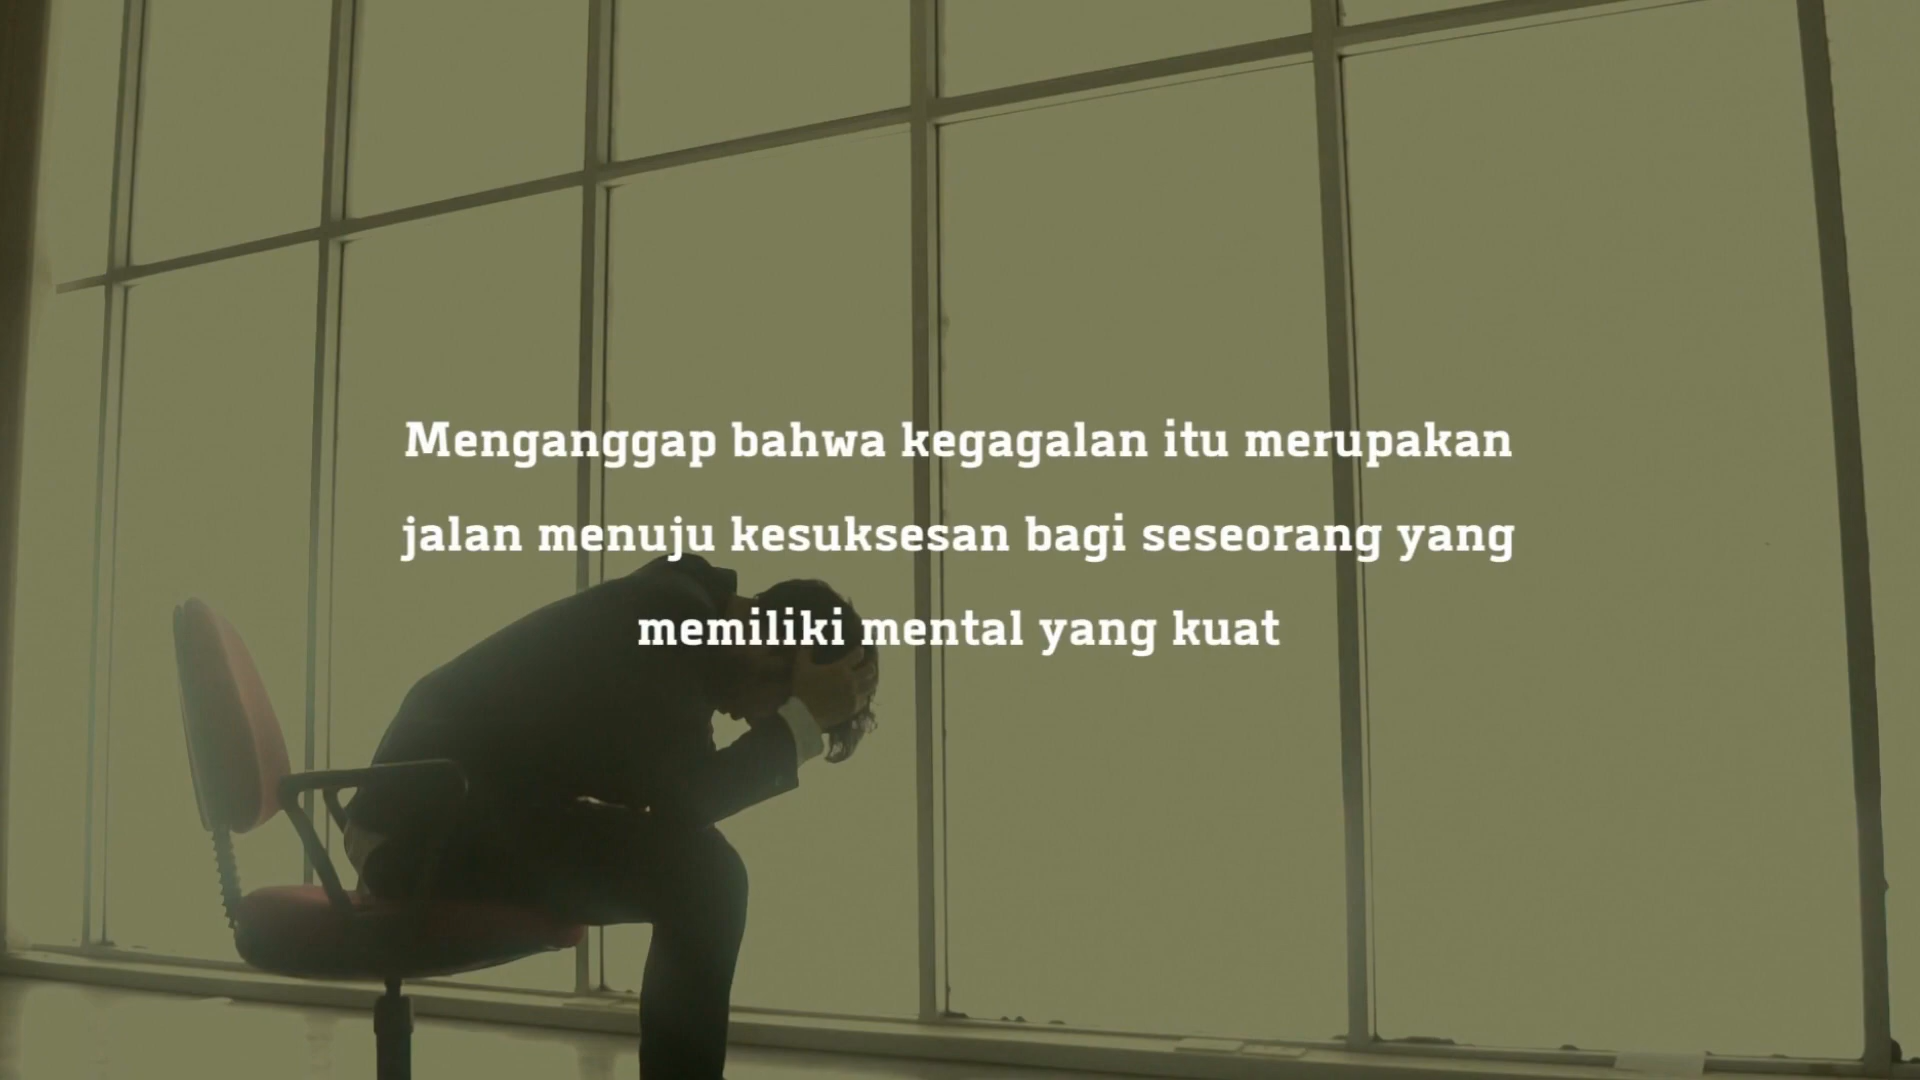 Menganggap bahwa kegagalan itu merupakan
jalan menuju kesuksesan bagi seseorang yang
memiliki mental yang kuat